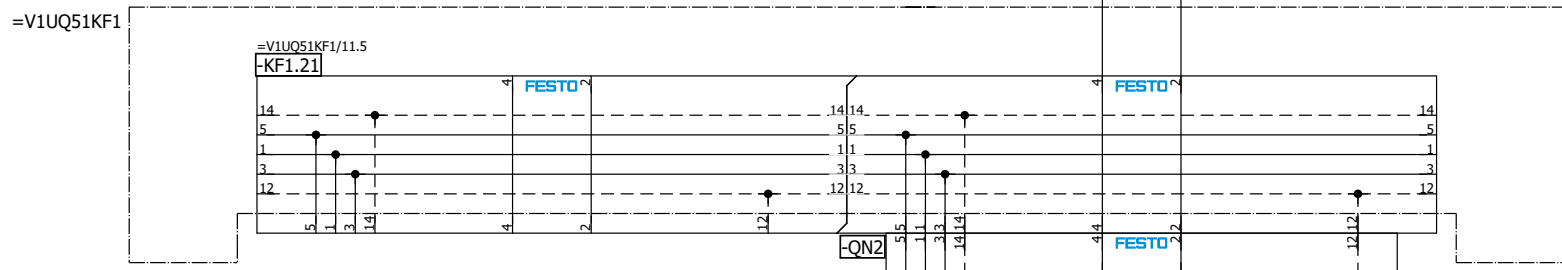 =V1UQ51KF1
=V1UQ51KF1/11.5
-KF1.21
4 FESTO 2 4 FESTO 2
14 14 14 14
5 5 5 5
1 1 1 1
3 3 3 3
12 12 12 12
5 1 3 14 4 2 12 5 1 3 14 4 2 12
-QN2 5 1 3 14 4 FESTO 2 12